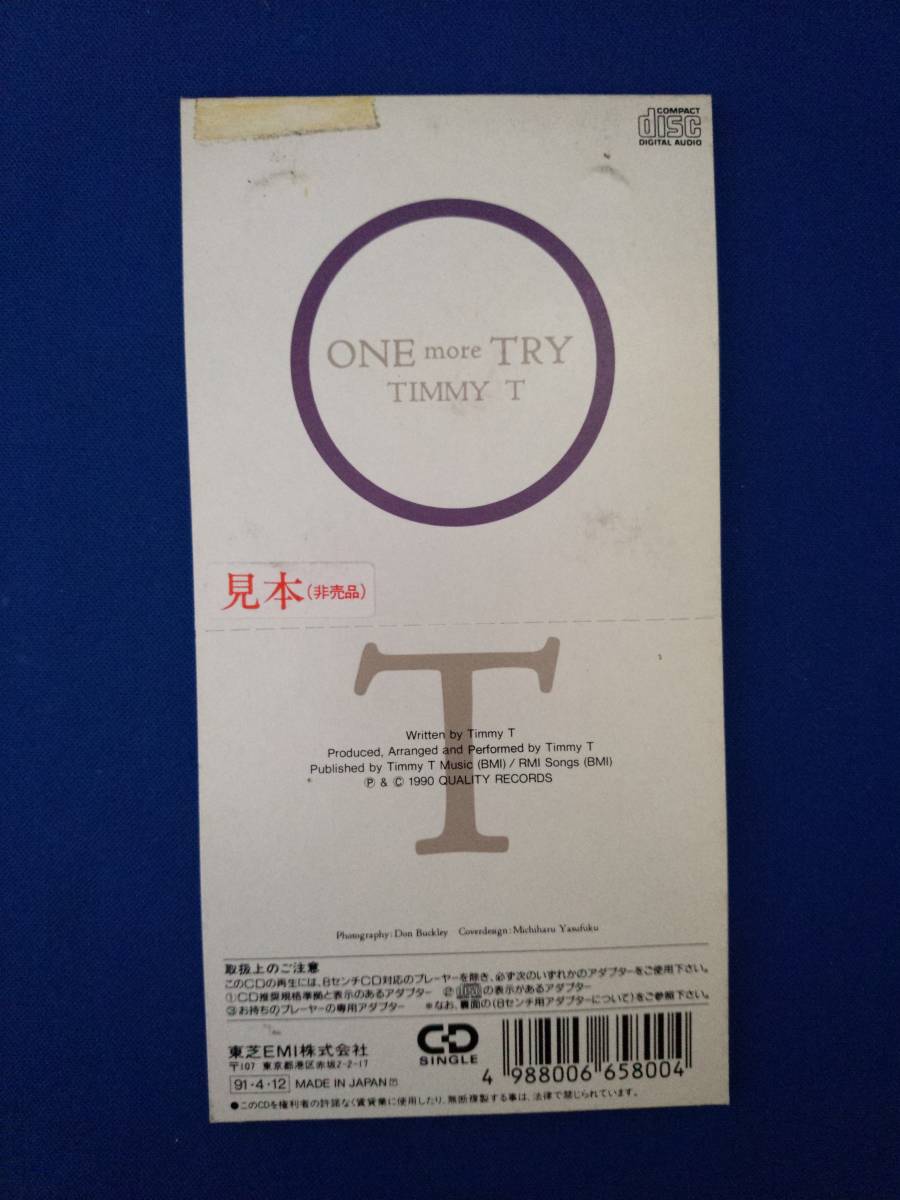 COMPACT
disc
DIGITAL AUDIO
ONE more TRY
TIMMY T
見本(非売品)
T
Written by Timmy T
Produced, Arranged and Performed by Timmy T
Published by Timmy T Music (BMI) / RMI Songs (BMI)
Ⓟ & Ⓒ 1990 QUALITY RECORDS
Photography: Don Buckley Coverdesign: Michiharu Yasufuku
取扱上のご注意
このCDの再生には、8センチCD対応のプレーヤーを除き、必ず次のいずれかのアダプターをご使用下さい。
①CD推奨規格準拠と表示のあるアダプター ②の表示があるアダプター
③お持ちのプレーヤーの専用アダプター ＊なお、裏面の〈8センチ用アダプターについて〉をご参照下さい。
東芝EMI株式会社
〒107 東京都港区赤坂2-2-17
CD
SINGLE
91・4・12 MADE IN JAPAN
4 988006 658004
●このCDを権利者の許諾なく賃貸業に使用したり、無断複製する事は、法律で禁じられています。